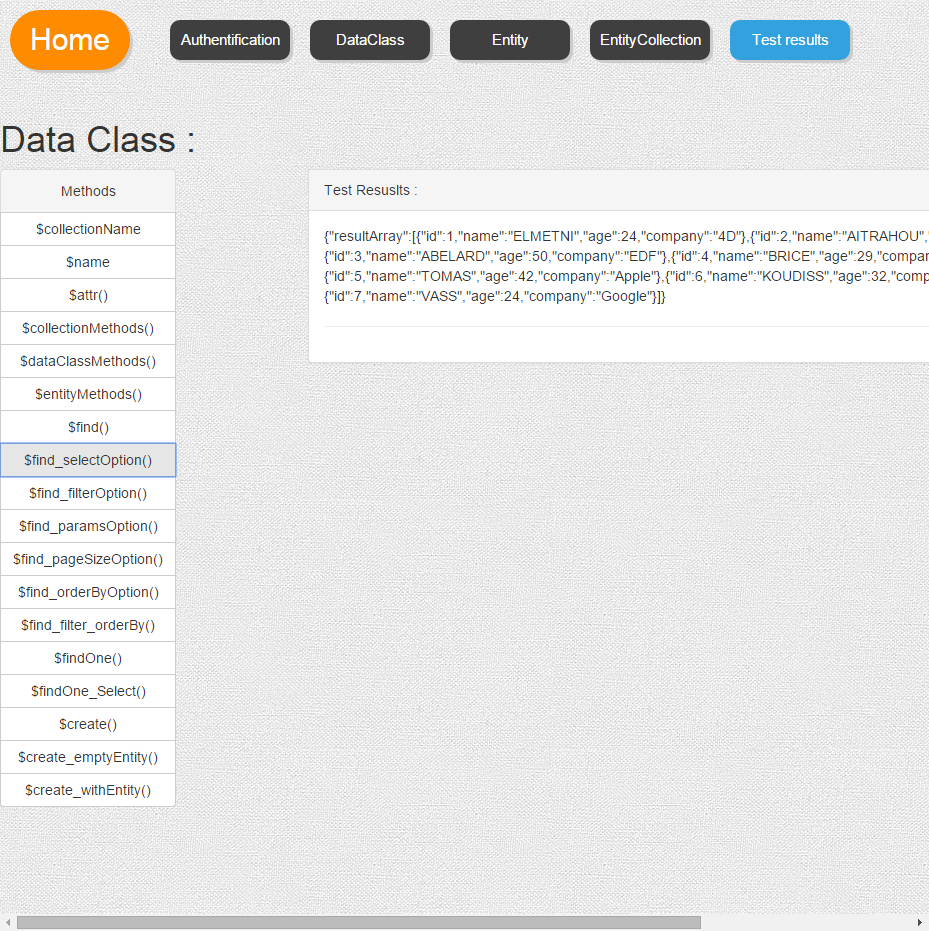 Home
Authentification
DataClass
Entity
EntityCollection
Test results
Data Class :
Methods
$collectionName
$name
$attr()
$collectionMethods()
$dataClassMethods()
$entityMethods()
$find()
$find_selectOption()
$find_filterOption()
$find_paramsOption()
$find_pageSizeOption()
$find_orderByOption()
$find_filter_orderBy()
$findOne()
$findOne_Select()
$create()
$create_emptyEntity()
$create_withEntity()
Test Resuslts :
{"resultArray":[{"id":1,"name":"ELMETNI","age":24,"company":"4D"},{"id":2,"name":"AITRAHOU",
{"id":3,"name":"ABELARD","age":50,"company":"EDF"},{"id":4,"name":"BRICE","age":29,"compan
{"id":5,"name":"TOMAS","age":42,"company":"Apple"},{"id":6,"name":"KOUDISS","age":32,"comp
{"id":7,"name":"VASS","age":24,"company":"Google"}]}